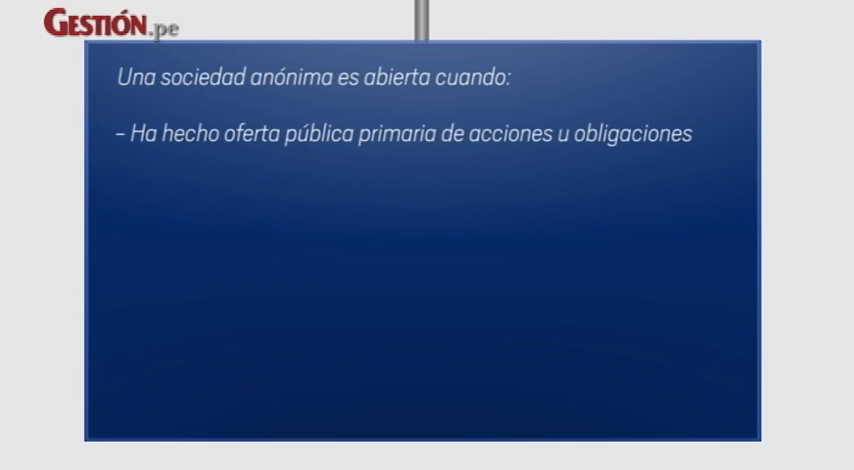 GESTIÓN.pe
Una sociedad anónima es abierta cuando:
- Ha hecho oferta pública primaria de acciones u obligaciones